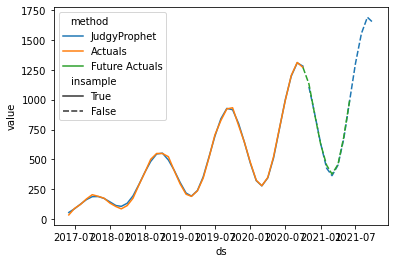 1750
1500
1250
1000
750
500
250
0
value
method
JudgyProphet
Actuals
Future Actuals
insample
True
False
2017-07 2018-01 2018-07 2019-01 2019-07 2020-01 2020-07 2021-01 2021-07
ds